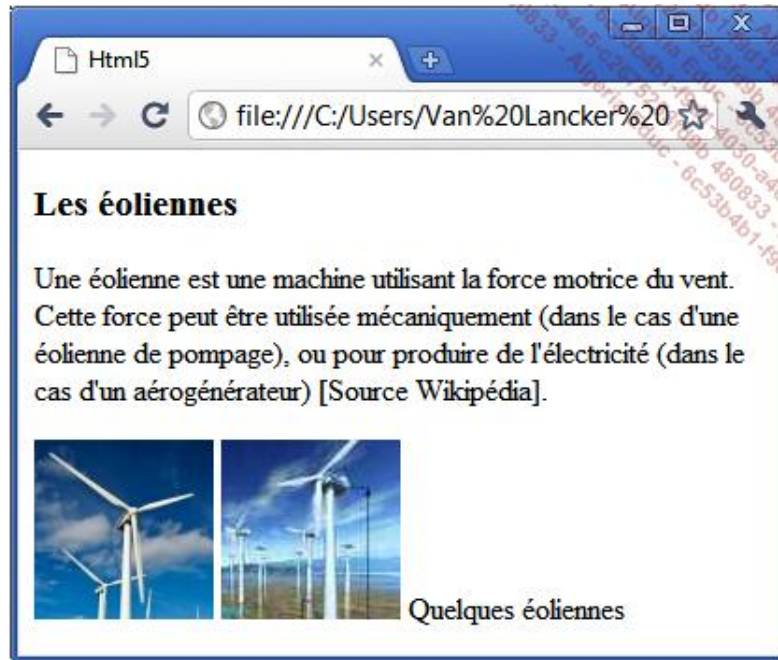 Html5
file:///C:/Users/Van%20Lancker%20
Les éoliennes
Une éolienne est une machine utilisant la force motrice du vent.
Cette force peut être utilisée mécaniquement (dans le cas d'une
éolienne de pompage), ou pour produire de l'électricité (dans le
cas d'un aérogénérateur) [Source Wikipédia].
Quelques éoliennes